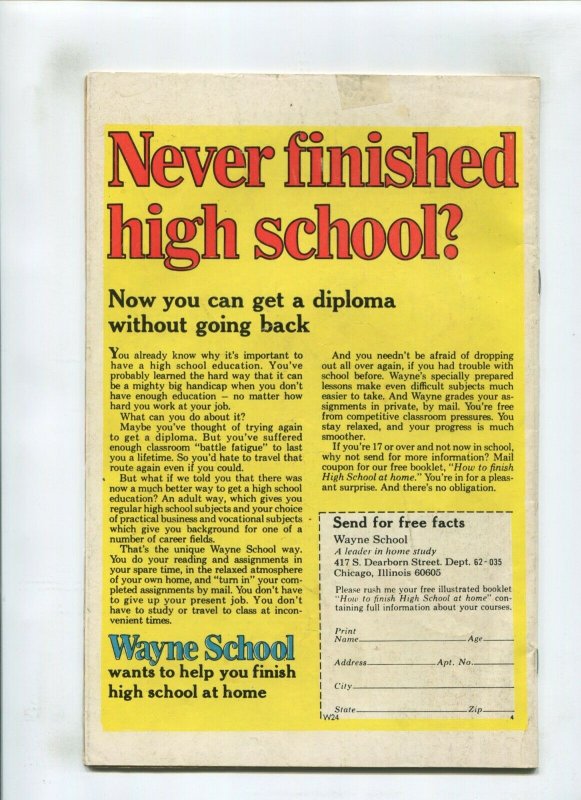 Never finished
high school?
Now you can get a diploma
without going back
You already know why it's important to
have a high school education. You've
probably learned the hard way that it can
be a mighty big handicap when you don't
have enough education – no matter how
hard you work at your job.
What can you do about it?
Maybe you've thought of trying again
to get a diploma. But you've suffered
enough classroom "battle fatigue" to last
you a lifetime. So you'd hate to travel that
route again even if you could.
But what if we told you that there was
now a much better way to get a high school
education? An adult way, which gives you
regular high school subjects and your choice
of practical business and vocational subjects
which give you background for one of a
number of career fields.
That's the unique Wayne School way.
You do your reading and assignments in
your spare time, in the relaxed atmosphere
of your own home, and "turn in" your com-
pleted assignments by mail. You don't have
to give up your present job. You don't
have to study or travel to class at incon-
venient times.
Wayne School
wants to help you finish
high school at home
And you needn't be afraid of dropping
out all over again, if you had trouble with
school before. Wayne's specially prepared
lessons make even difficult subjects much
easier to take. And Wayne grades your as-
signments in private, by mail. You're free
from competitive classroom pressures. You
stay relaxed, and your progress is much
smoother.
If you're 17 or over and not now in school,
why not send for more information? Mail
coupon for our free booklet, "How to finish
High School at home." You're in for a pleas-
ant surprise. And there's no obligation.
Send for free facts
Wayne School
A leader in home study
417 S. Dearborn Street. Dept. 62-035
Chicago, Illinois 60605
Please rush me your free illustrated booklet
"How to finish High School at home" con-
taining full information about your courses.
Print
Name Age
Address Apt. No.
City
State Zip
W24 4